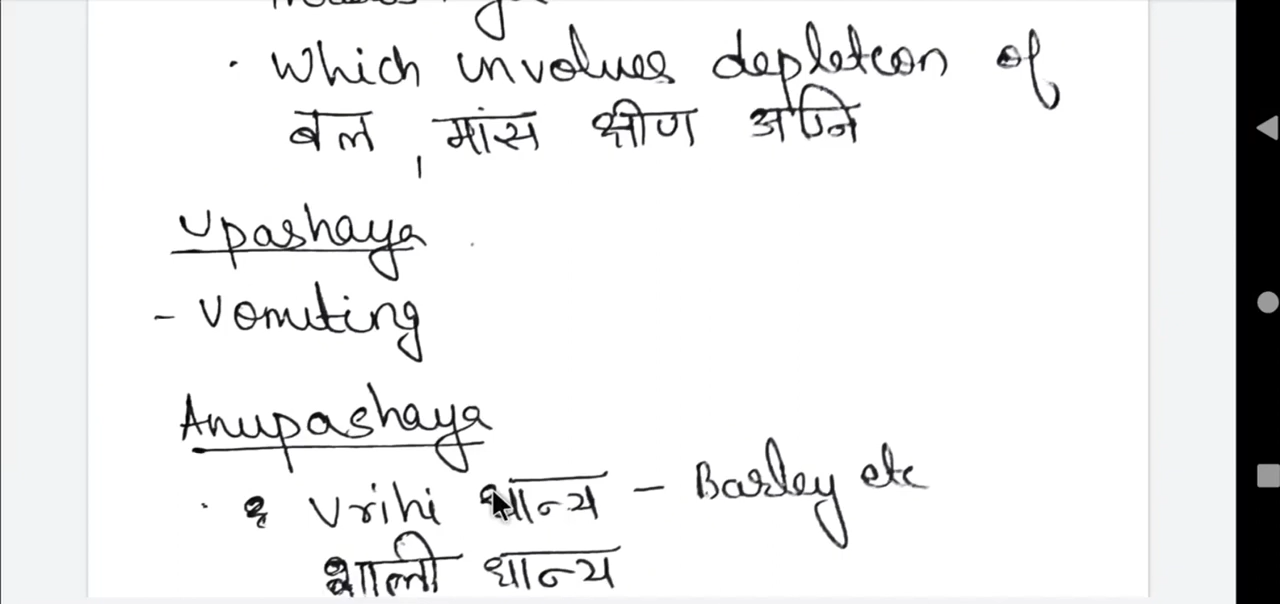 . Which involves depletion of
बल , मांस क्षीण अग्नि
Upashaya
- Vomiting
Anupashaya
. Vrihi धान्य - Barley etc
शाली धान्य